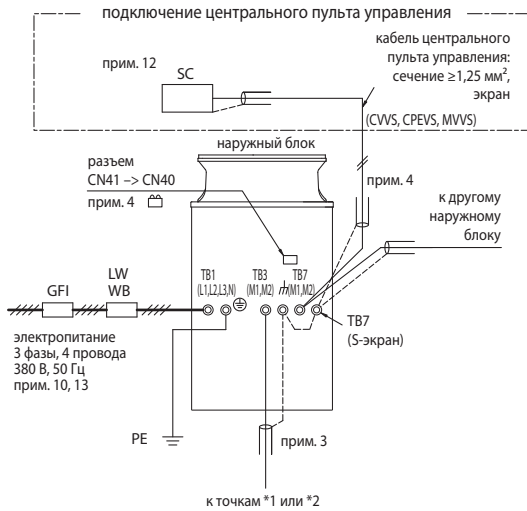 подключение центрального пульта управления
прим. 12
SC
кабель центрального
пульта управления:
сечение ≥1,25 мм²,
экран
(CVVS, CPEVS, MVVS)
наружный блок
разъем
CN41 –> CN40
прим. 4
прим. 4
к другому
наружному
блоку
TB1
(L1,L2,L3,N)
TB3
(M1,M2)
TB7
(M1,M2)
GFI
LW
WB
TB7
(S-экран)
электропитание
3 фазы, 4 провода
380 В, 50 Гц
прим. 10, 13
PE
прим. 3
к точкам *1 или *2